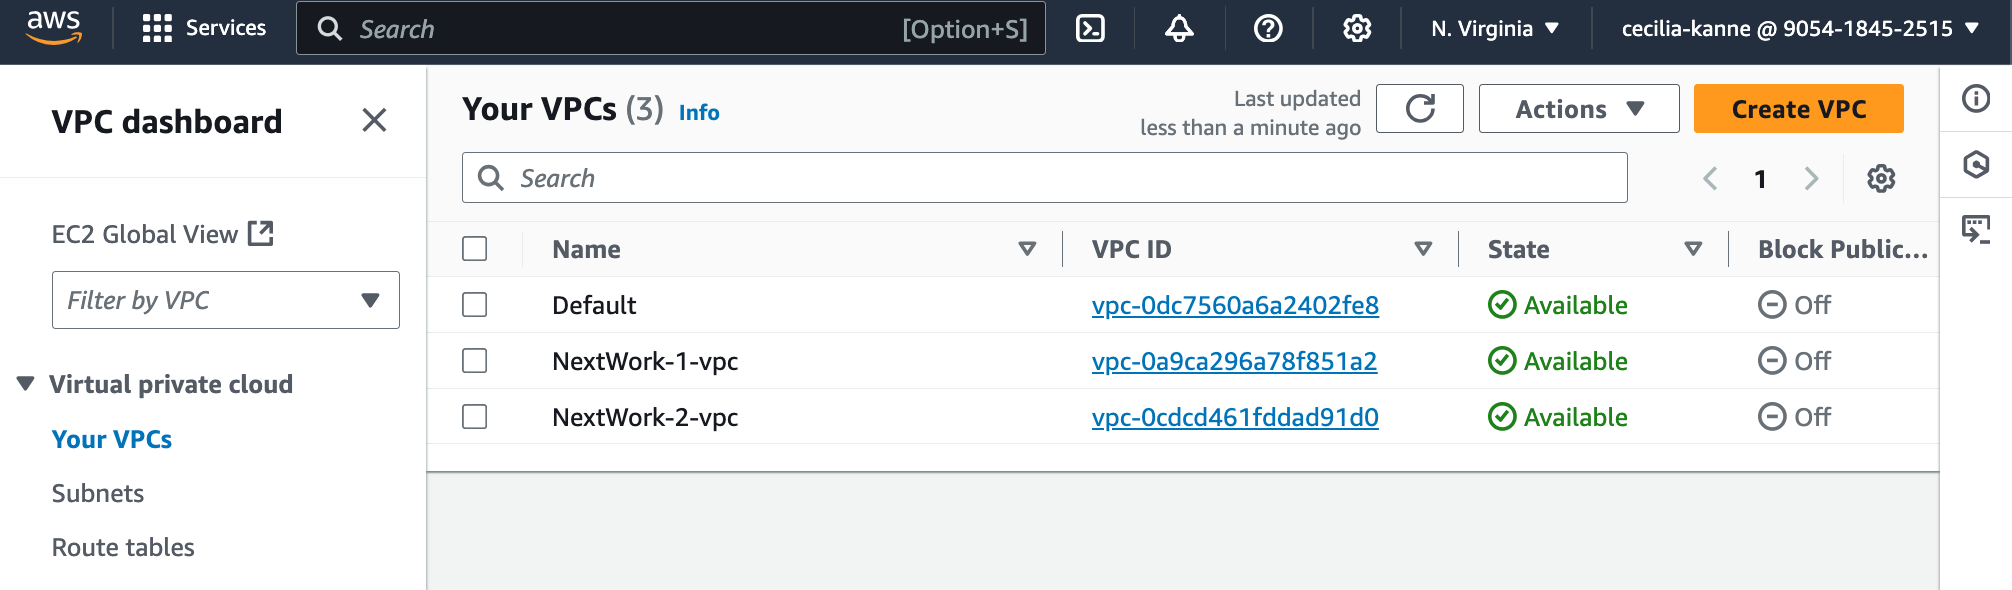 aws Services Search [Option+S] N. Virginia cecilia-kanne @ 9054-1845-2515
VPC dashboard
EC2 Global View
Filter by VPC
Virtual private cloud
Your VPCs
Subnets
Route tables
Your VPCs (3) Info
Last updated
less than a minute ago
Actions
Create VPC
Search
1
Name VPC ID State Block Public...
Default vpc-0dc7560a6a2402fe8 Available Off
NextWork-1-vpc vpc-0a9ca296a78f851a2 Available Off
NextWork-2-vpc vpc-0cdcd461fddad91d0 Available Off